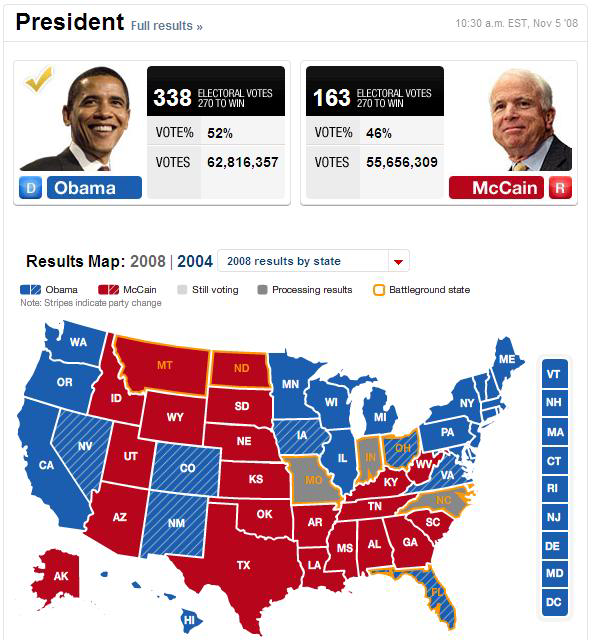 President Full results »
10:30 a.m. EST, Nov 5 '08
338 ELECTORAL VOTES
270 TO WIN
VOTE% 52%
VOTES 62,816,357
D Obama
163 ELECTORAL VOTES
270 TO WIN
VOTE% 46%
VOTES 55,656,309
McCain R
Results Map: 2008 | 2004 2008 results by state
Obama McCain Still voting Processing results Battleground state
Note: Stripes indicate party change
WA
OR
CA
ID
NV
MT
WY
UT
AZ
CO
NM
ND
SD
NE
KS
OK
TX
MN
IA
MO
AR
LA
WI
IL
MI
IN
OH
KY
TN
MS
AL
GA
FL
SC
NC
VA
WV
PA
NY
ME
AK
HI
VT
NH
MA
CT
RI
NJ
DE
MD
DC